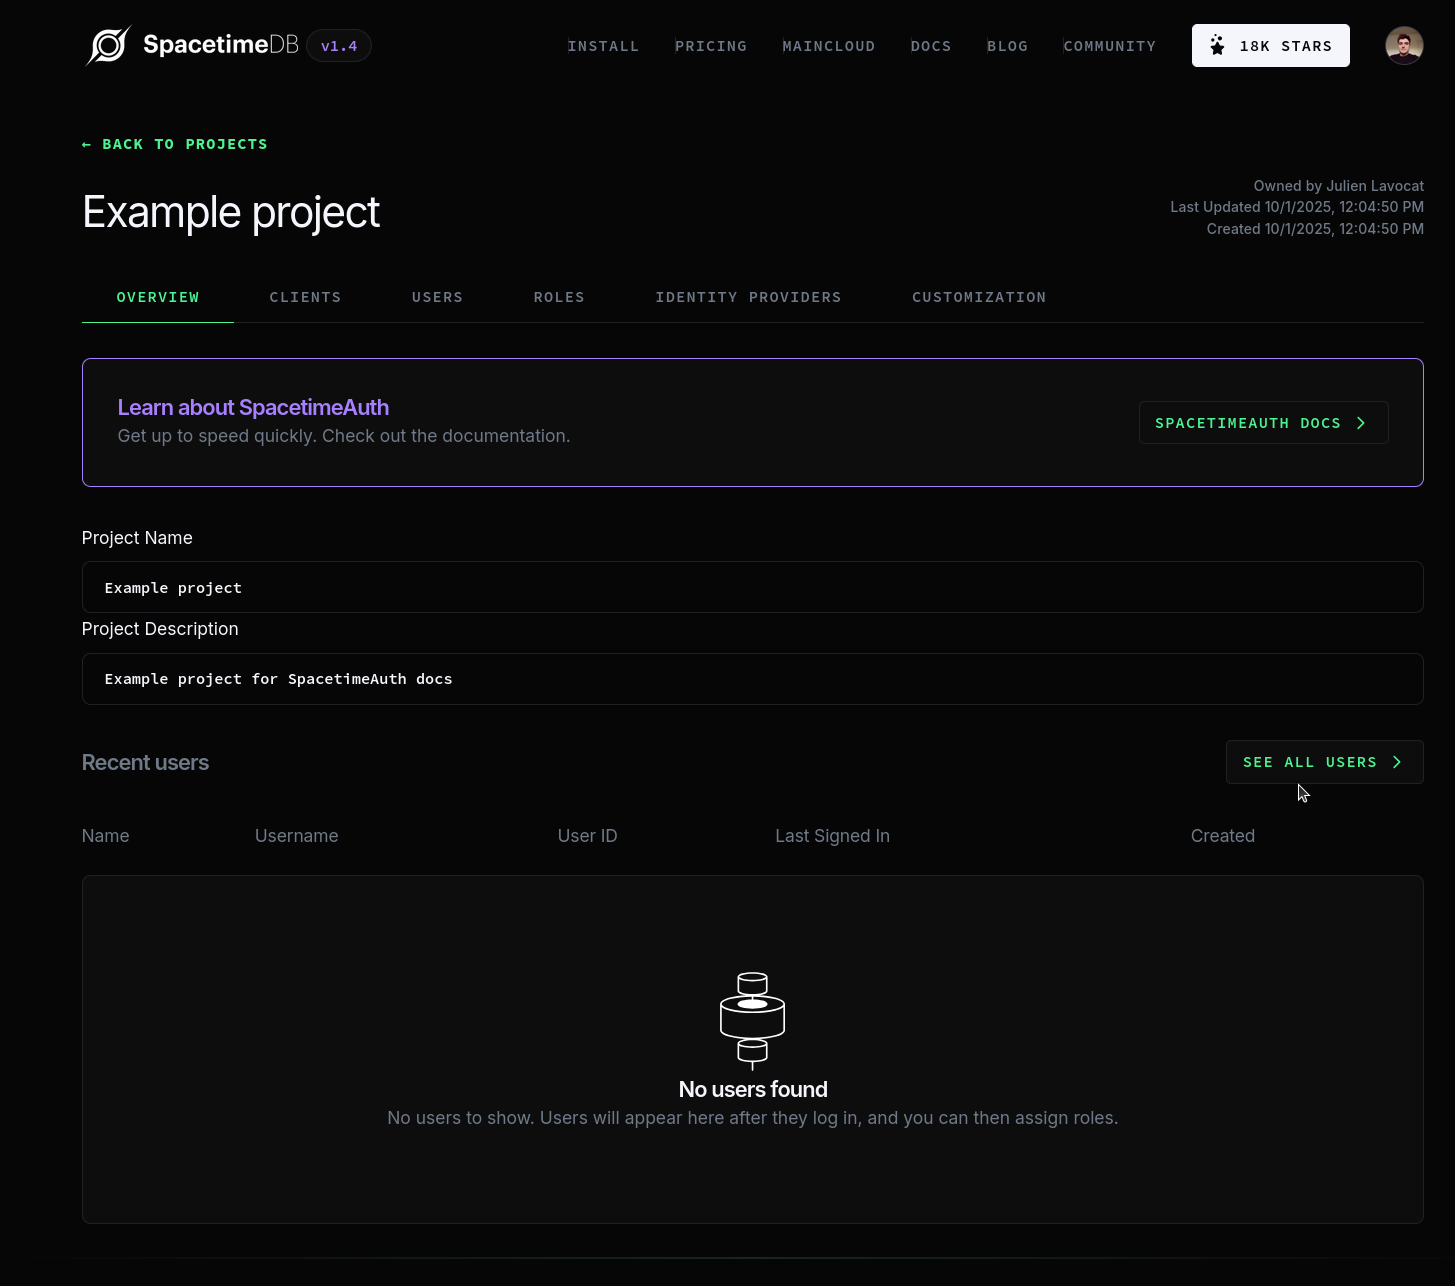 SpacetimeDB v1.4
INSTALL PRICING MAINCLOUD DOCS BLOG COMMUNITY 18K STARS
← BACK TO PROJECTS
Example project
Owned by Julien Lavocat
Last Updated 10/1/2025, 12:04:50 PM
Created 10/1/2025, 12:04:50 PM
OVERVIEW CLIENTS USERS ROLES IDENTITY PROVIDERS CUSTOMIZATION
Learn about SpacetimeAuth
Get up to speed quickly. Check out the documentation.
SPACETIMEAUTH DOCS
Project Name
Example project
Project Description
Example project for SpacetimeAuth docs
Recent users
SEE ALL USERS
Name Username User ID Last Signed In Created
No users found
No users to show. Users will appear here after they log in, and you can then assign roles.